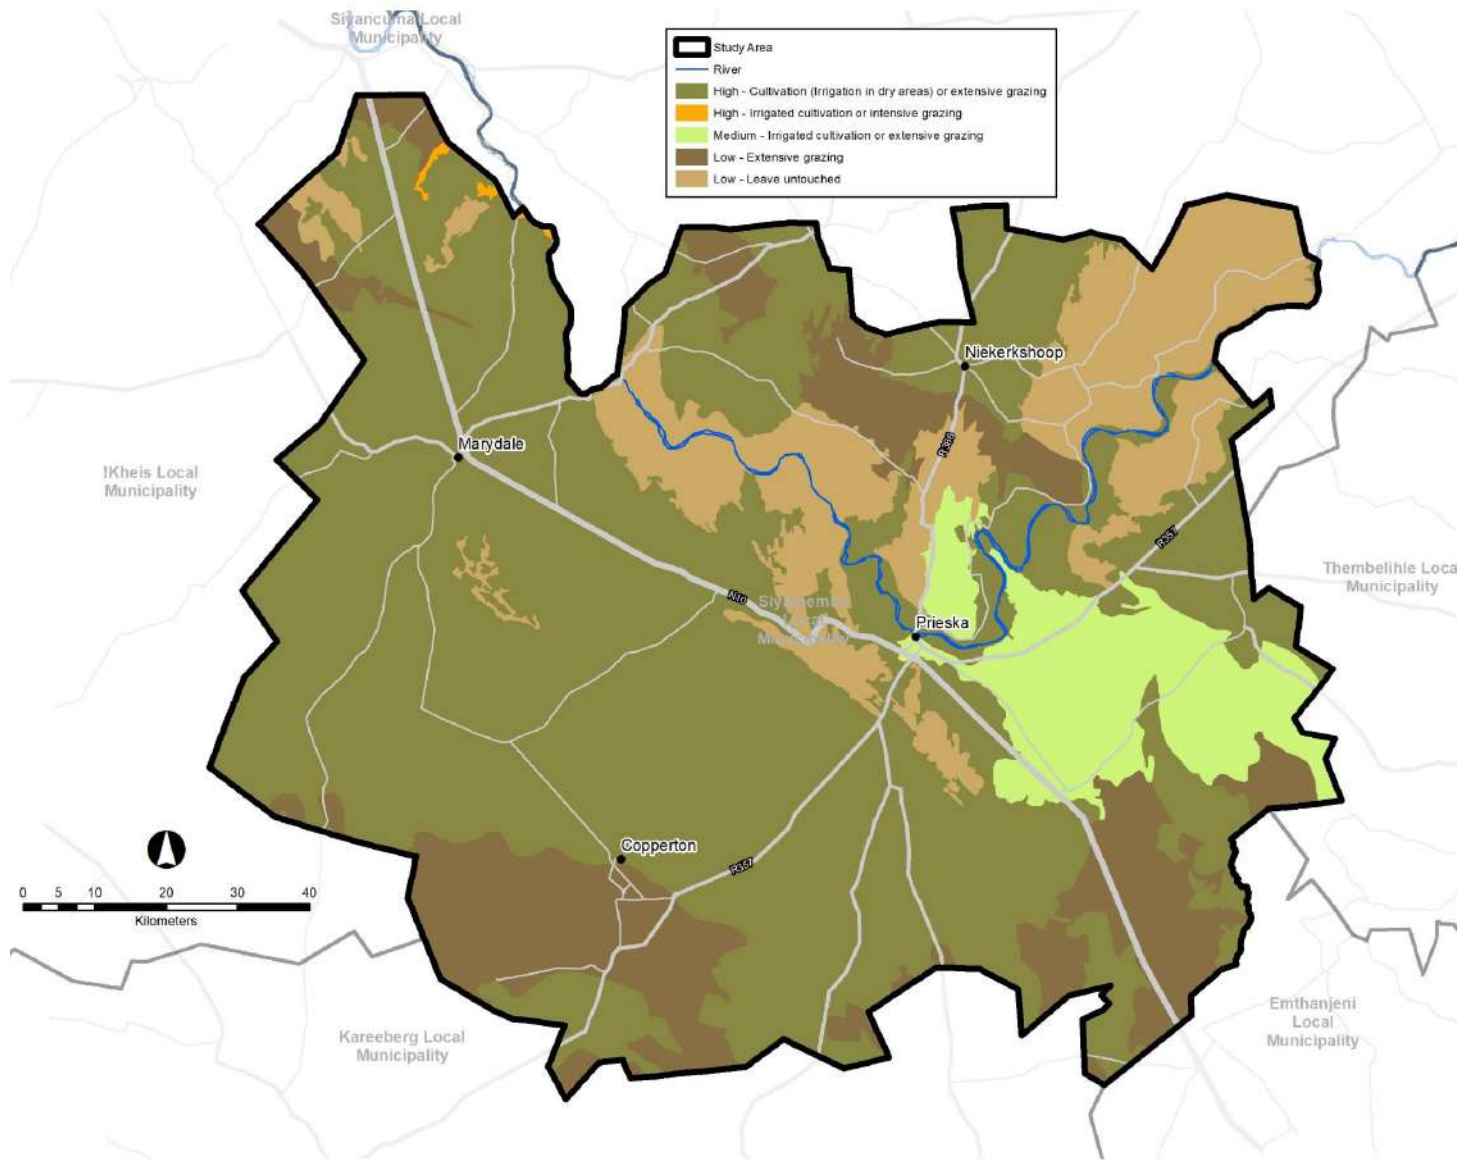 Siyancuma Local
Municipality
Study Area
River
High - Cultivation (Irrigation in dry areas) or extensive grazing
High - Irrigated cultivation or intensive grazing
Medium - Irrigated cultivation or extensive grazing
Low - Extensive grazing
Low - Leave untouched
Niekerkshoop
Marydale
R386
!Kheis Local
Municipality
R357
Thembelihle Loca
Municipality
N10
Siyathemba
Local
Municipality
Prieska
Copperton
R357
0 5 10 20 30 40
Kilometers
Kareeberg Local
Municipality
Emthanjeni
Local
Municipality